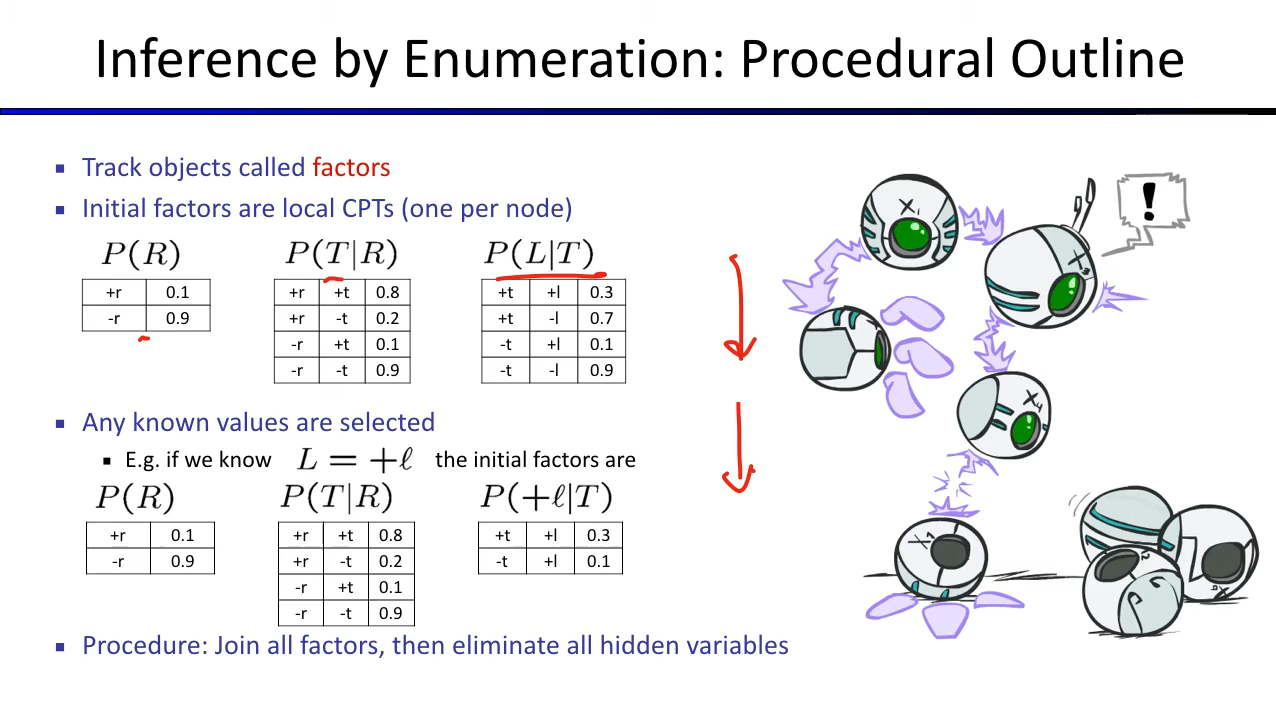 Inference by Enumeration: Procedural Outline
▪ Track objects called factors
▪ Initial factors are local CPTs (one per node)
P(R) P(T|R) P(L|T)
+r 0.1 +r +t 0.8 +t +l 0.3
-r 0.9 +r -t 0.2 +t -l 0.7
-r +t 0.1 -t +l 0.1
-r -t 0.9 -t -l 0.9
▪ Any known values are selected
▪ E.g. if we know L = +ℓ the initial factors are
P(R) P(T|R) P(+ℓ|T)
+r 0.1 +r +t 0.8 +t +l 0.3
-r 0.9 +r -t 0.2 -t +l 0.1
-r +t 0.1
-r -t 0.9
▪ Procedure: Join all factors, then eliminate all hidden variables
!